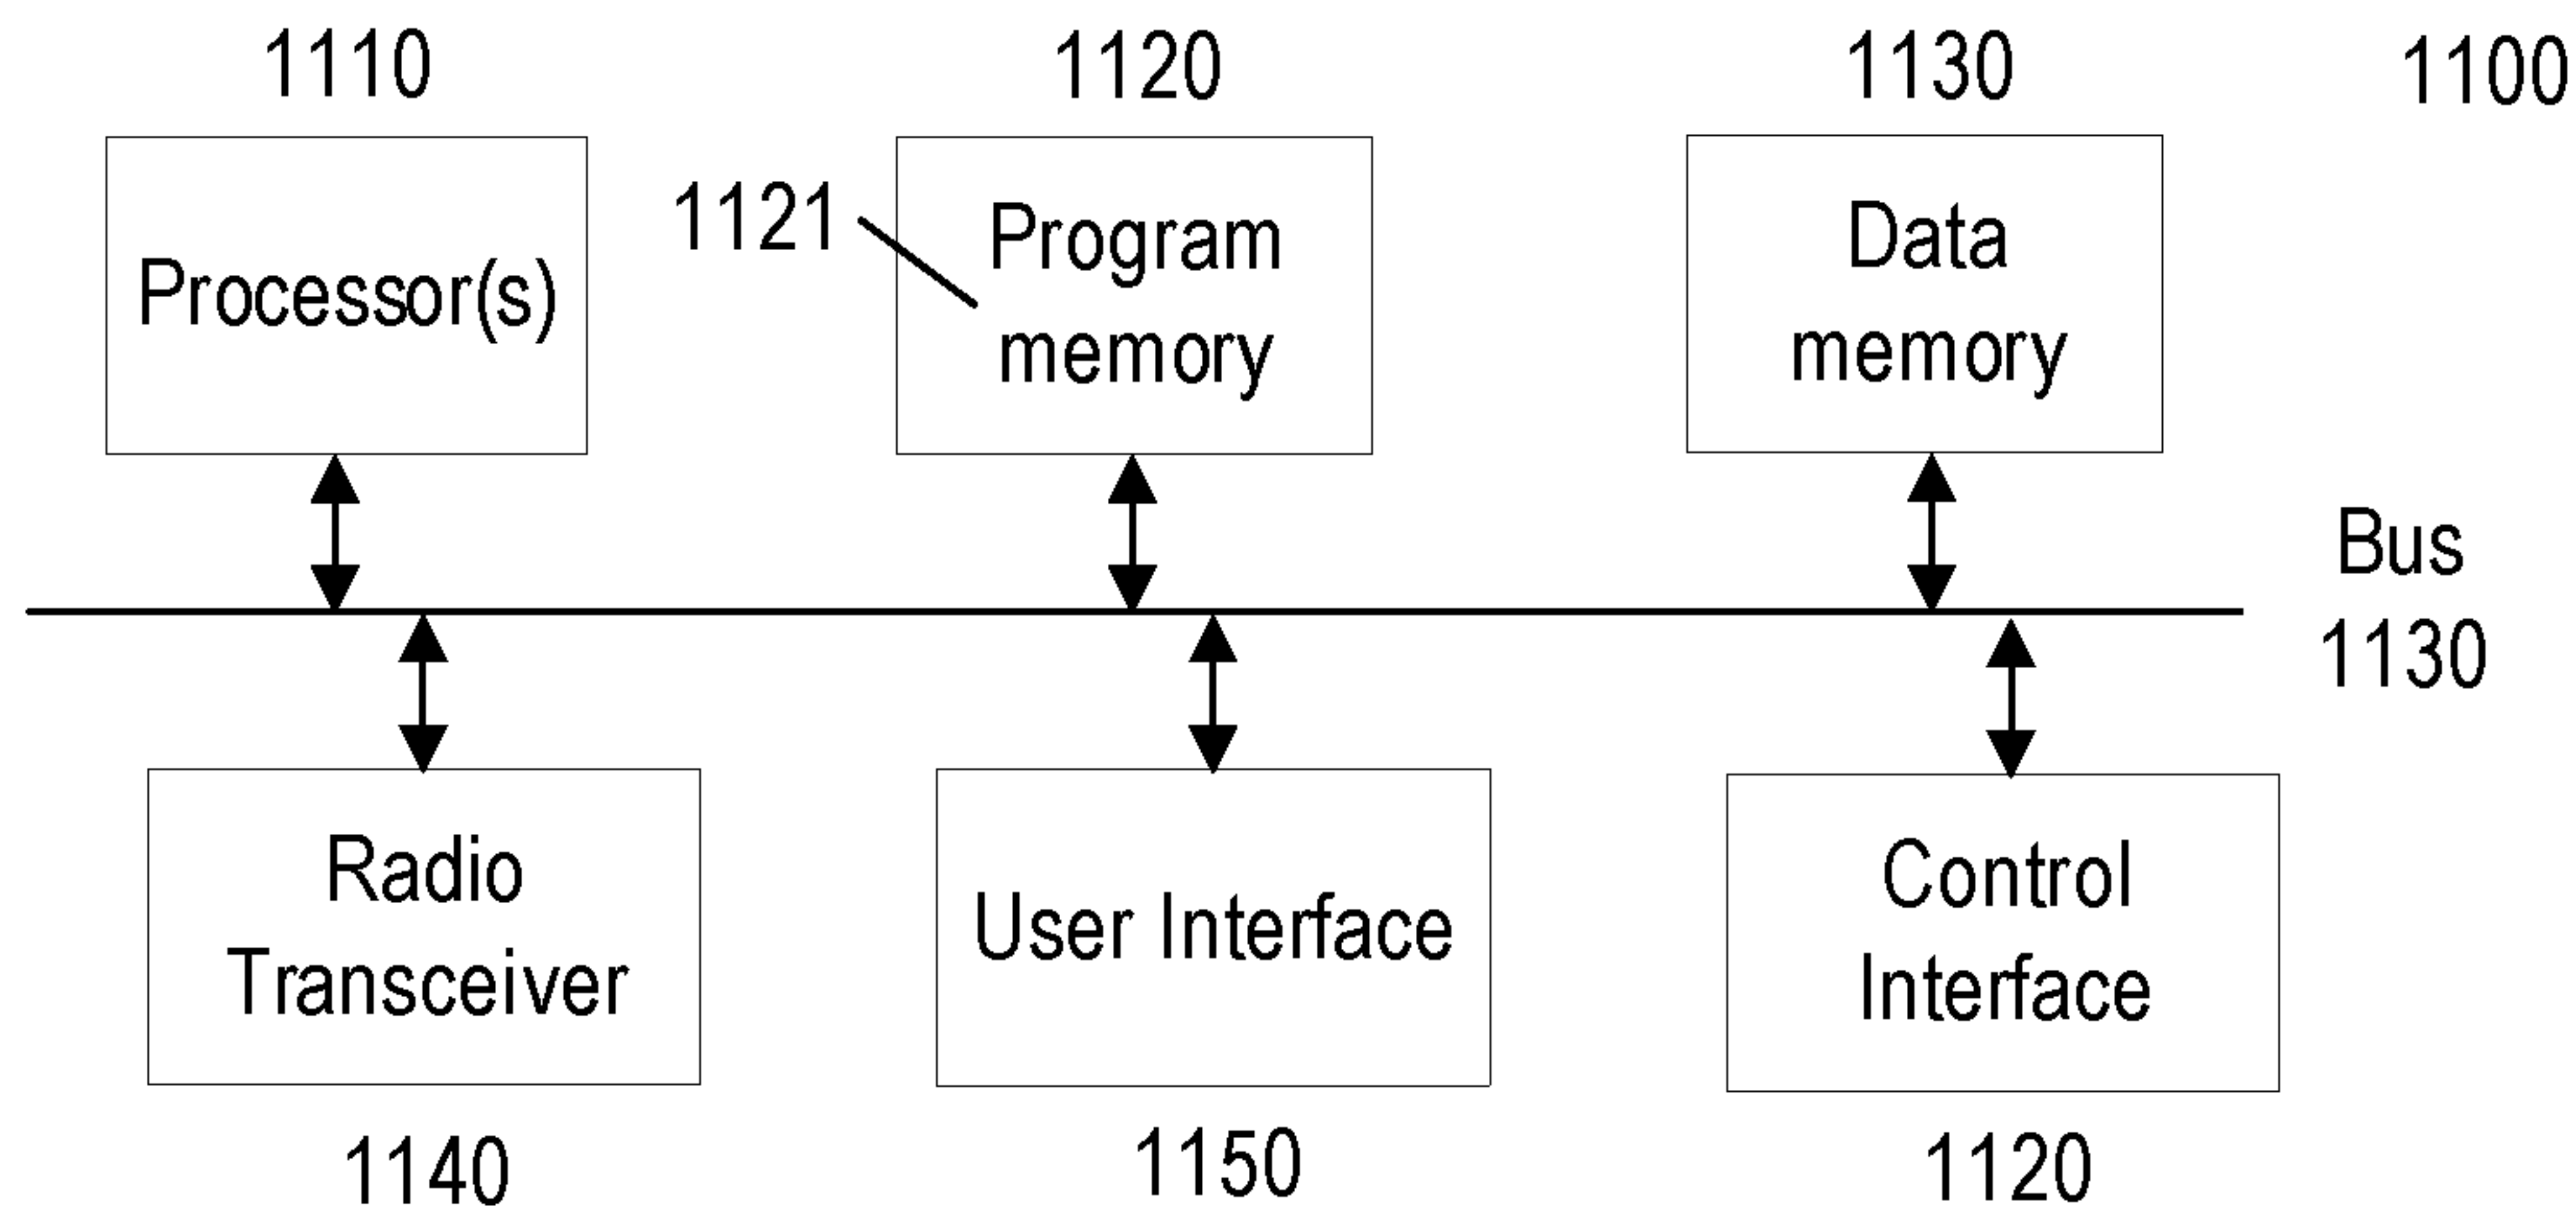 1110
1120
1130
1100
1121
Processor(s)
Program
memory
Data
memory
Bus
1130
Radio
Transceiver
User Interface
Control
Interface
1140
1150
1120